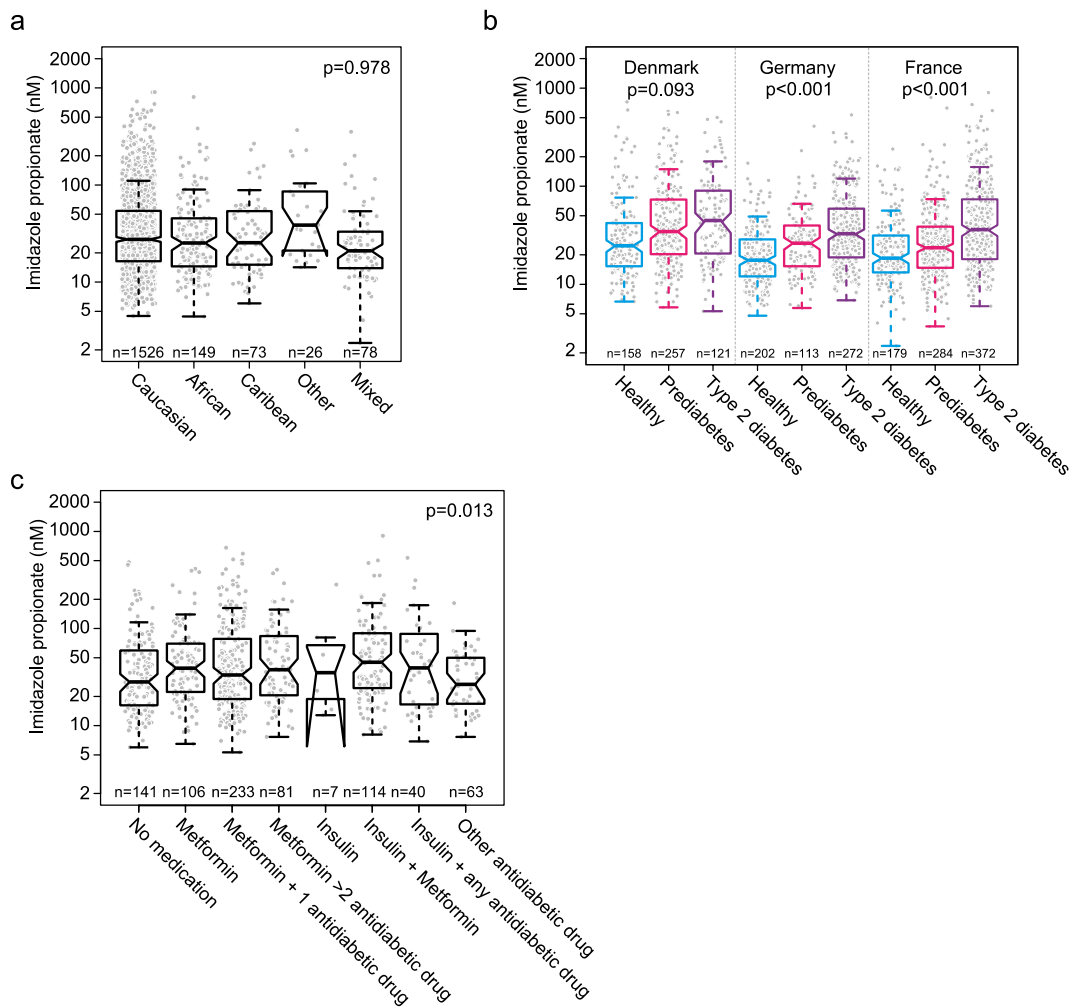 a
p=0.978
Imidazole propionate (nM)
2000
1000
500
200
100
50
20
10
5
2
n=1526 n=149 n=73 n=26 n=78
Caucasian
African
Caribean
Other
Mixed
b
Denmark
p=0.093
Germany
p<0.001
France
p<0.001
Imidazole propionate (nM)
2000
1000
500
200
100
50
20
10
5
2
n=158 n=257 n=121 n=202 n=113 n=272 n=179 n=284 n=372
Healthy
Prediabetes
Type 2 diabetes
Healthy
Prediabetes
Type 2 diabetes
Healthy
Prediabetes
Type 2 diabetes
c
p=0.013
Imidazole propionate (nM)
2000
1000
500
200
100
50
20
10
5
2
n=141 n=106 n=233 n=81 n=7 n=114 n=40 n=63
No medication
Metformin
Metformin + 1 antidiabetic drug
Metformin >2 antidiabetic drug
Insulin
Insulin + Metformin
Insulin + any antidiabetic drug
Other antidiabetic drug